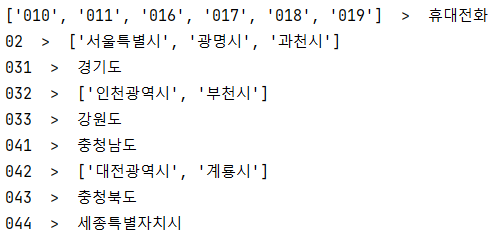 ['010', '011', '016', '017', '018', '019']  >  휴대전화
02  >  ['서울특별시', '광명시', '과천시']
031  >  경기도
032  >  ['인천광역시', '부천시']
033  >  강원도
041  >  충청남도
042  >  ['대전광역시', '계룡시']
043  >  충청북도
044  >  세종특별자치시